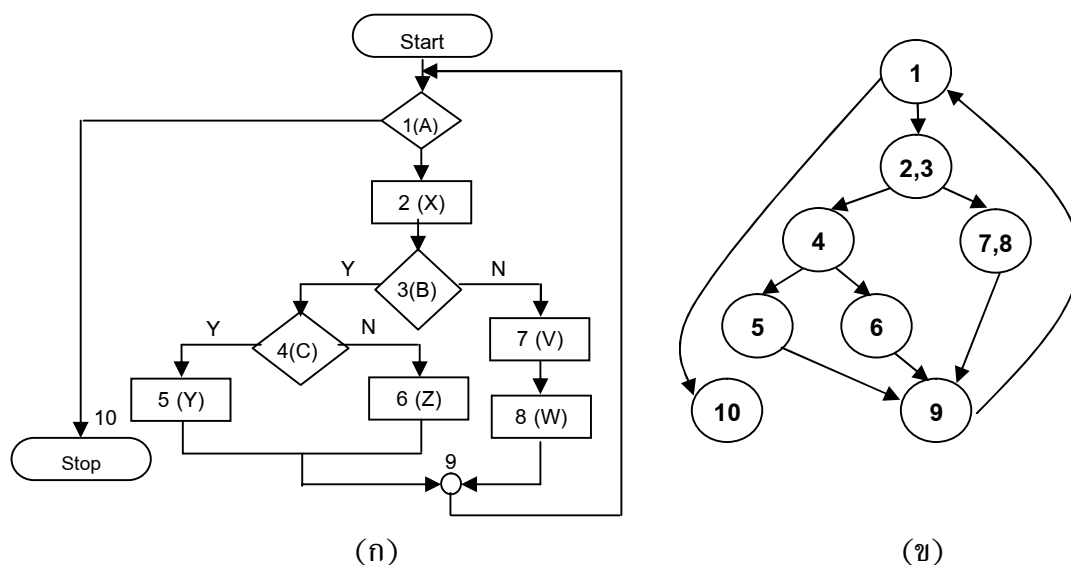 Start
1(A)
2 (X)
Y
3(B)
N
Y
4(C)
N
7 (V)
5 (Y)
6 (Z)
8 (W)
10
Stop
9
(ก)
1
2,3
4
7,8
5
6
10
9
(ข)